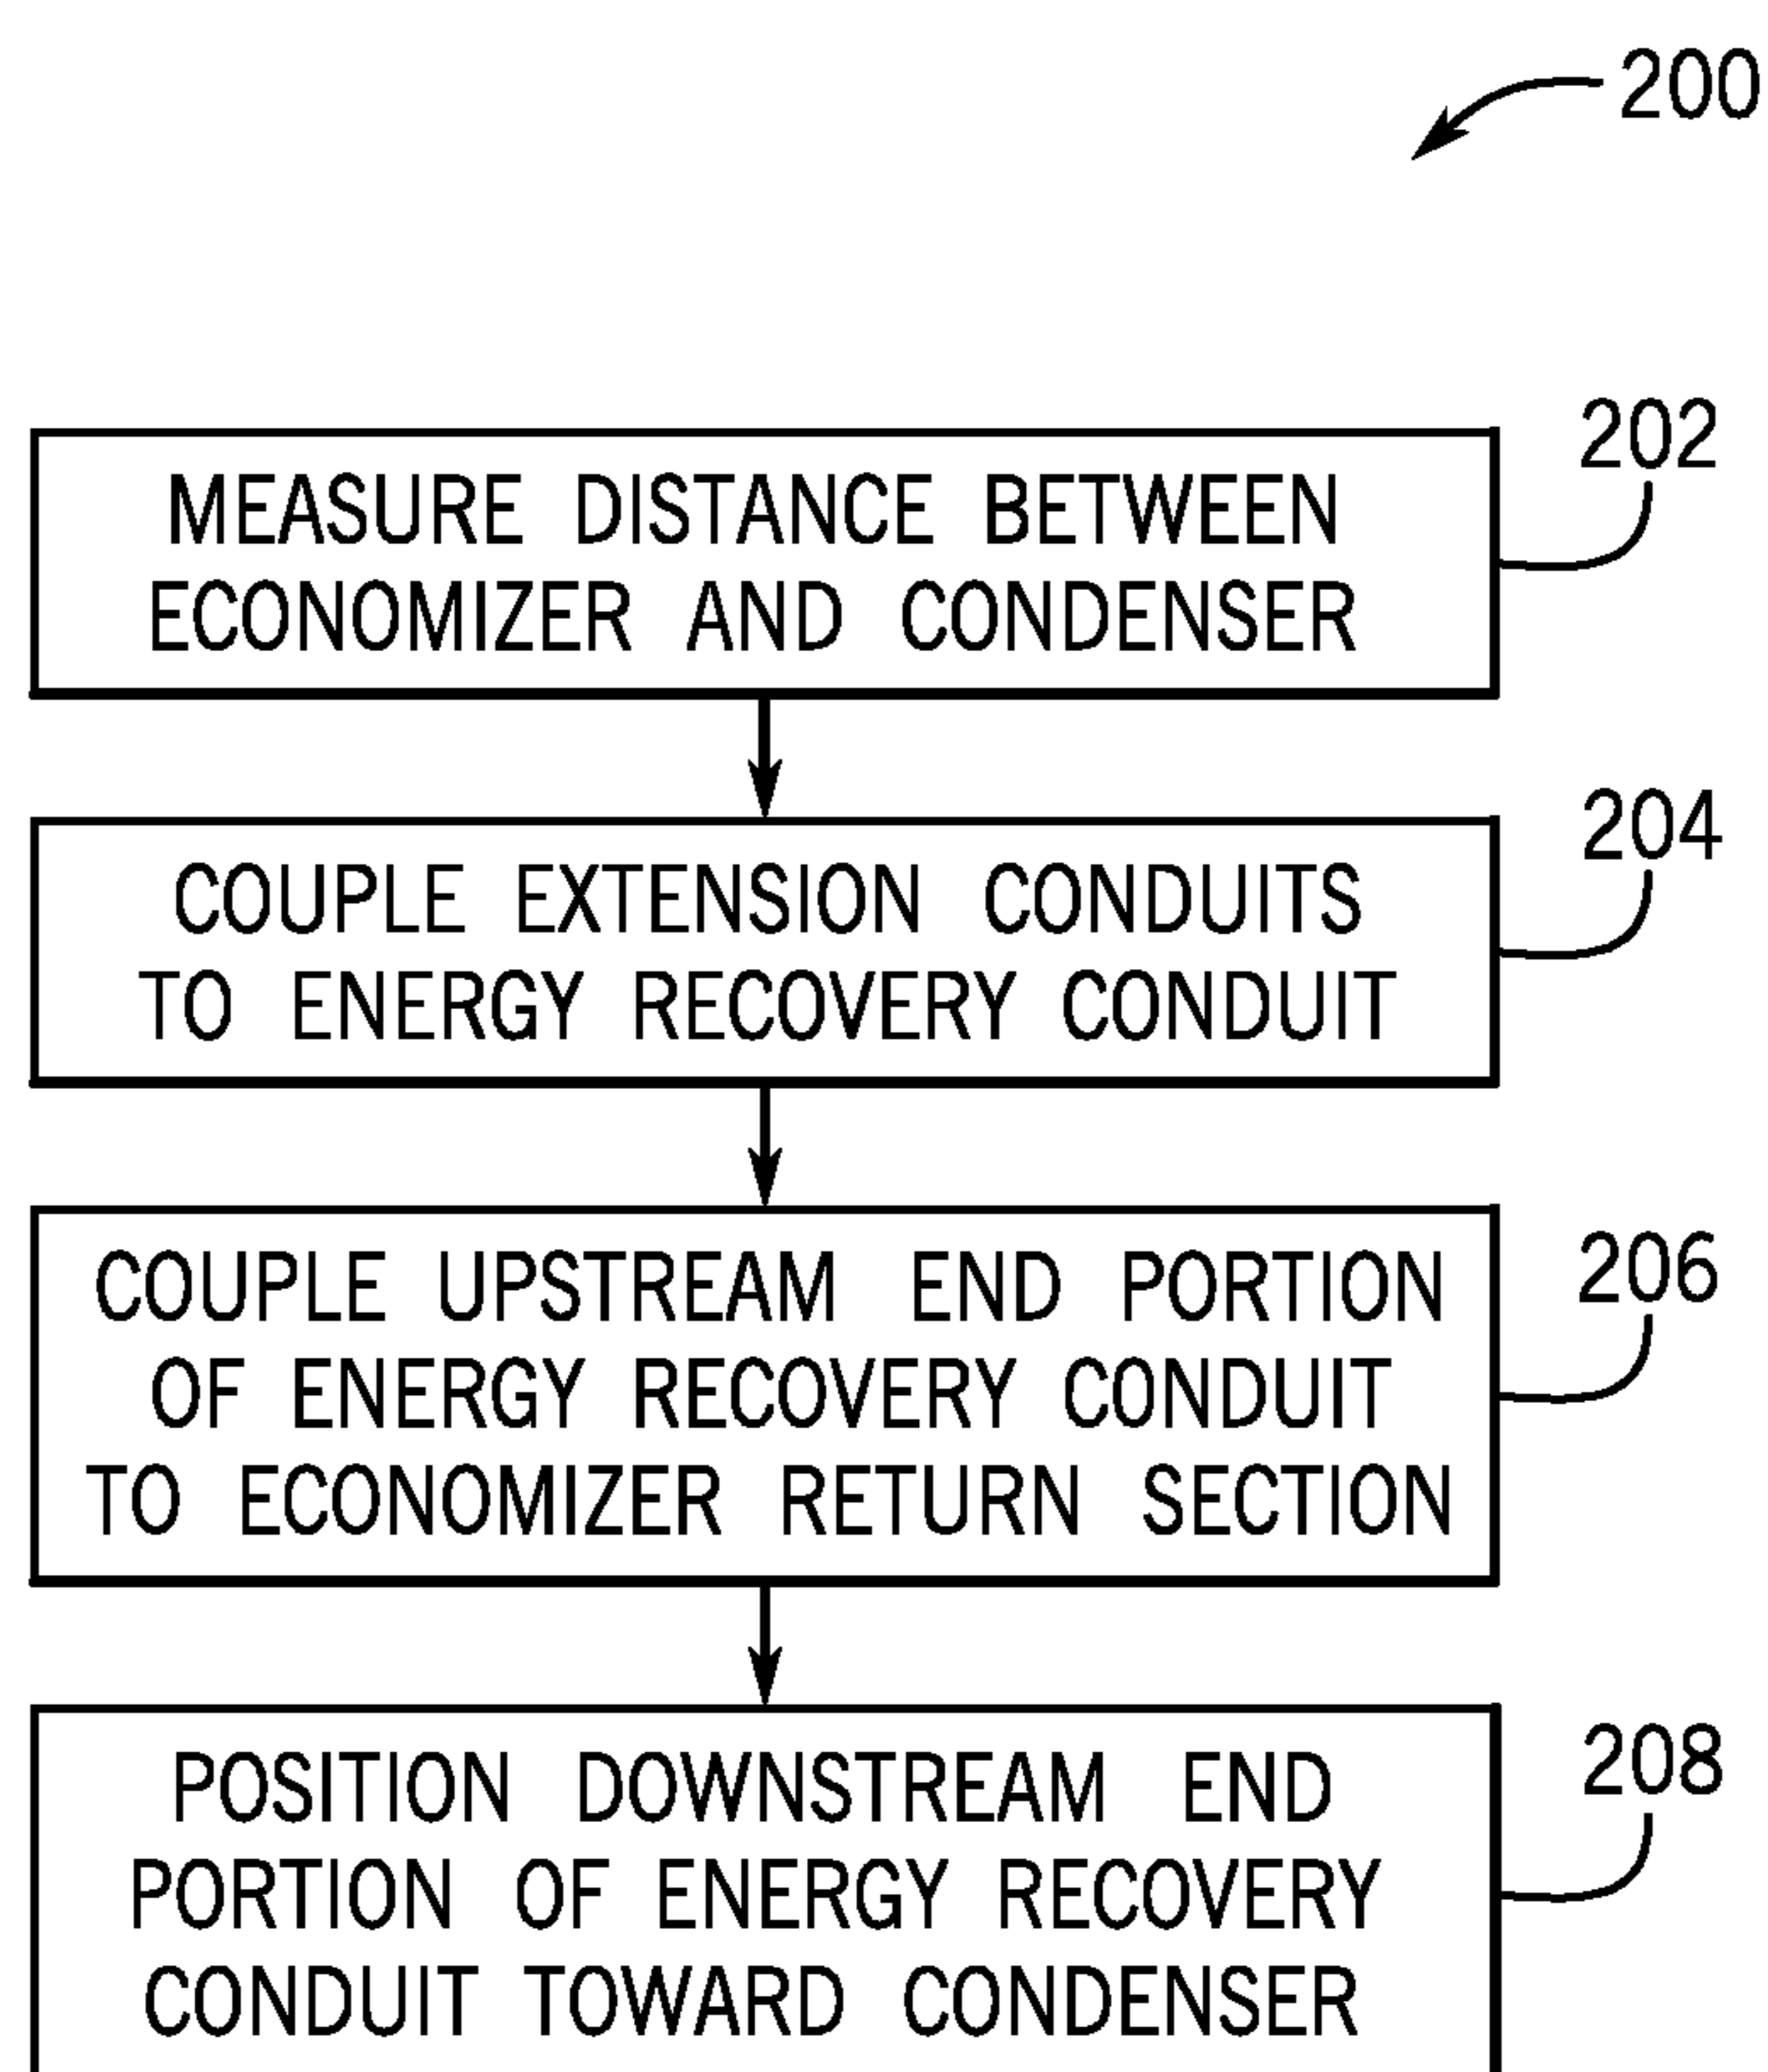 200
202
MEASURE DISTANCE BETWEEN
ECONOMIZER AND CONDENSER
204
COUPLE EXTENSION CONDUITS
TO ENERGY RECOVERY CONDUIT
206
COUPLE UPSTREAM END PORTION
OF ENERGY RECOVERY CONDUIT
TO ECONOMIZER RETURN SECTION
208
POSITION DOWNSTREAM END
PORTION OF ENERGY RECOVERY
CONDUIT TOWARD CONDENSER